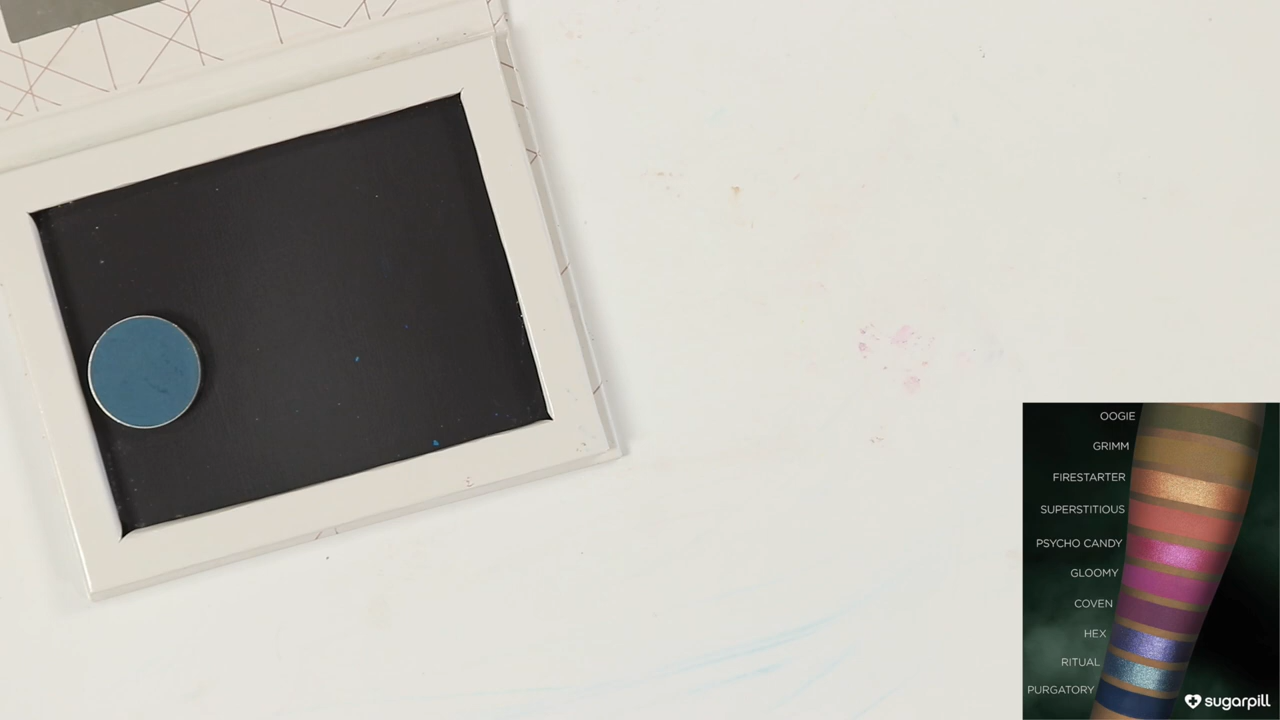 OOGIE
GRIMM
FIRESTARTER
SUPERSTITIOUS
PSYCHO CANDY
GLOOMY
COVEN
HEX
RITUAL
PURGATORY
sugarpill